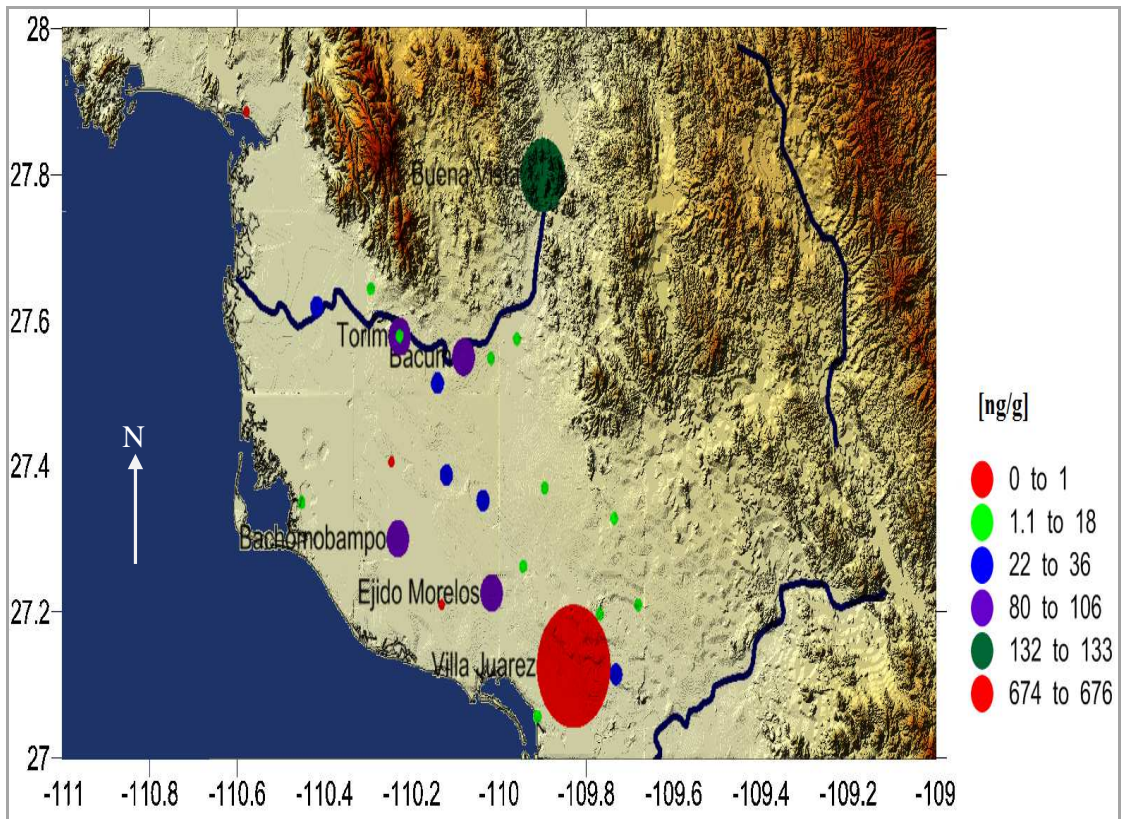 28
27.8
27.6
27.4
27.2
27
Buena Vista
Torim
Bacum
N
Bachomobampo
Ejido Morelos
Villa Juarez
[ng/g]
0 to 1
1.1 to 18
22 to 36
80 to 106
132 to 133
674 to 676
-111 -110.8 -110.6 -110.4 -110.2 -110 -109.8 -109.6 -109.4 -109.2 -109